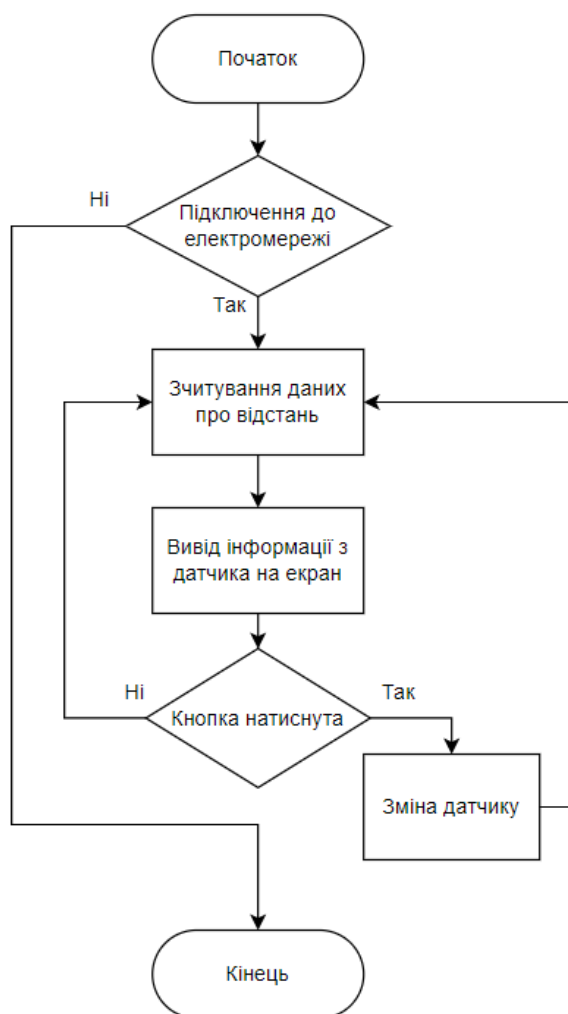 Початок
Ні
Підключення до
електромережі
Так
Зчитування даних
про відстань
Вивід інформації з
датчика на екран
Ні
Так
Кнопка натиснута
Зміна датчику
Кінець